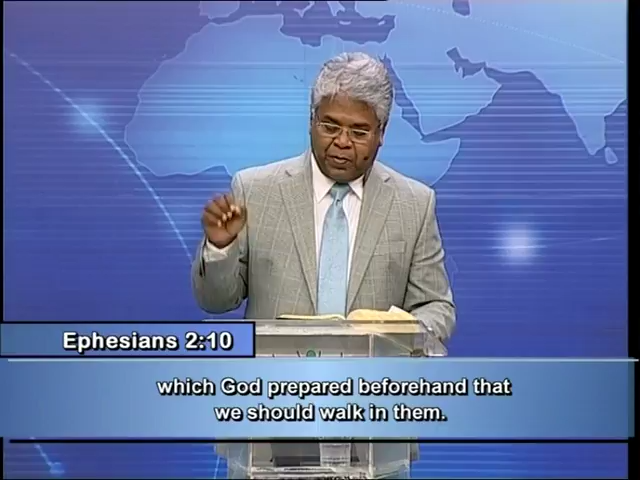 Ephesians 2:10
which God prepared beforehand that
we should walk in them.